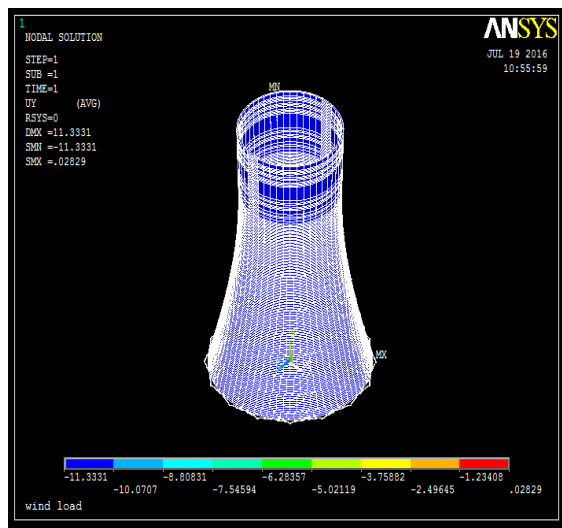 1
ANSYS
NODAL SOLUTION
JUL 19 2016
10:55:59
STEP=1
SUB =1
TIME=1
UY (AVG)
RSYS=0
DMX =11.3331
SMN =-11.3331
SMX =.02829
MN
MX
-11.3331 -8.80831 -6.28357 -3.75882 -1.23408
-10.0707 -7.54594 -5.02119 -2.49645 .02829
wind load